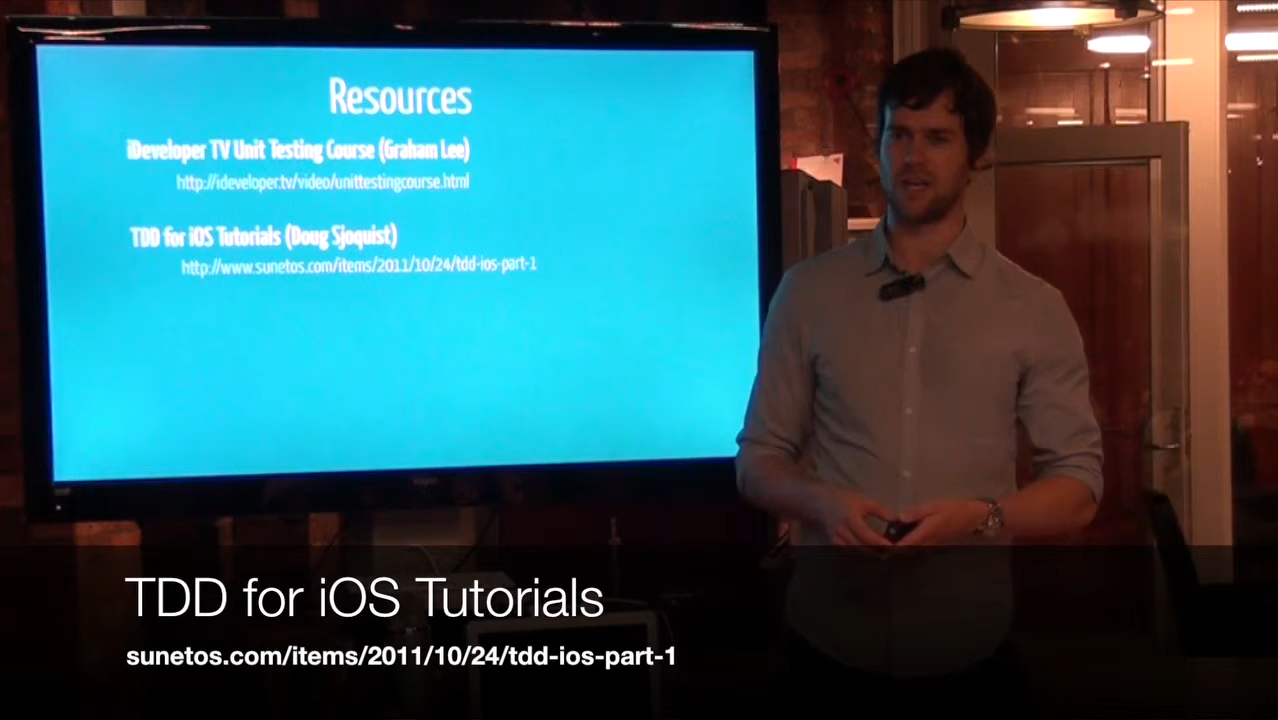 Resources
iDeveloper TV Unit Testing Course (Graham Lee)
http://ideveloper.tv/video/unittestingcourse.html
TDD for iOS Tutorials (Doug Sjoquist)
http://www.sunetos.com/items/2011/10/24/tdd-ios-part-1
TDD for iOS Tutorials
sunetos.com/items/2011/10/24/tdd-ios-part-1